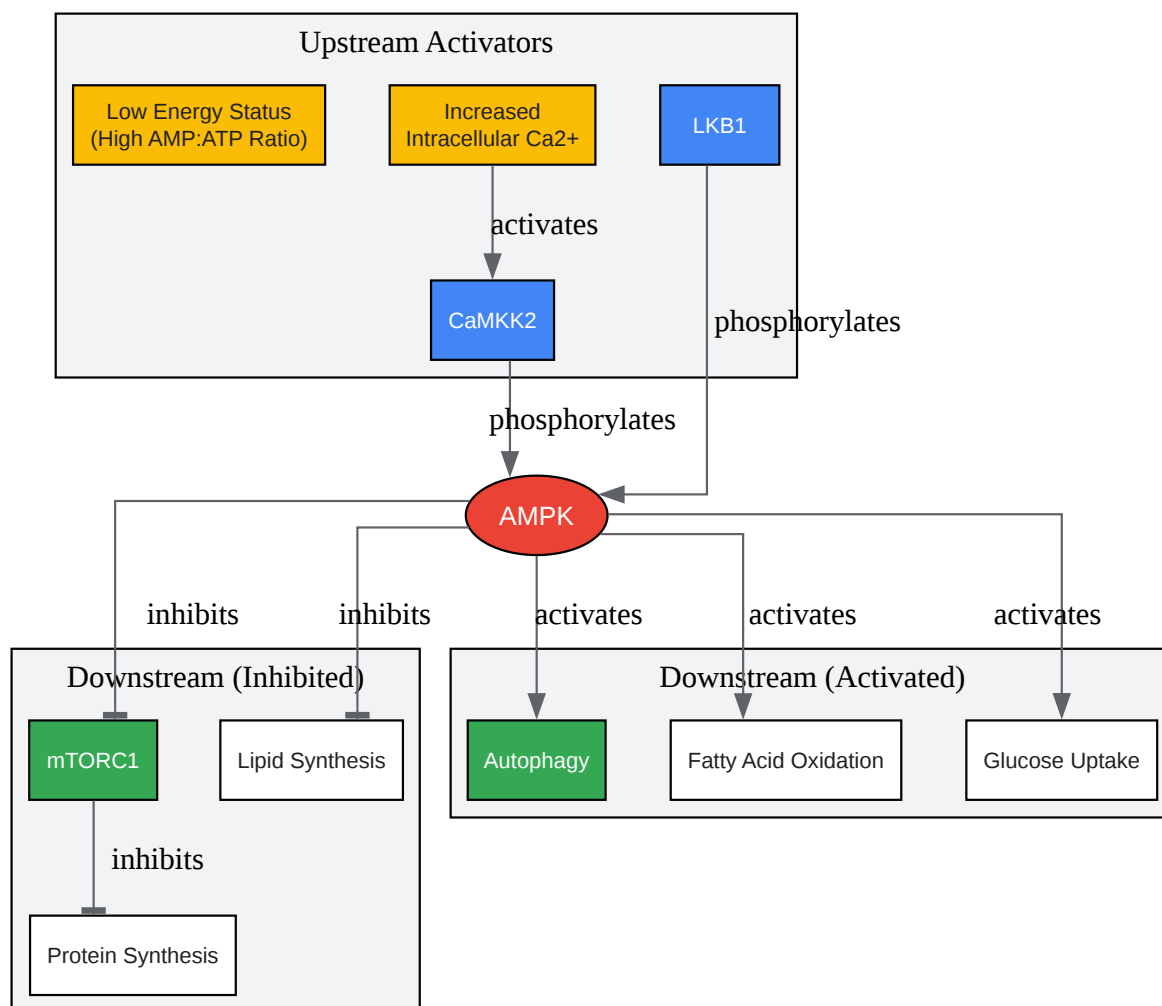 Upstream Activators
Low Energy Status
(High AMP:ATP Ratio)
Increased
Intracellular Ca2+
LKB1
activates
CaMKK2
phosphorylates
phosphorylates
AMPK
inhibits
inhibits
activates
activates
activates
Downstream (Inhibited)
Downstream (Activated)
mTORC1
Lipid Synthesis
Autophagy
Fatty Acid Oxidation
Glucose Uptake
inhibits
Protein Synthesis